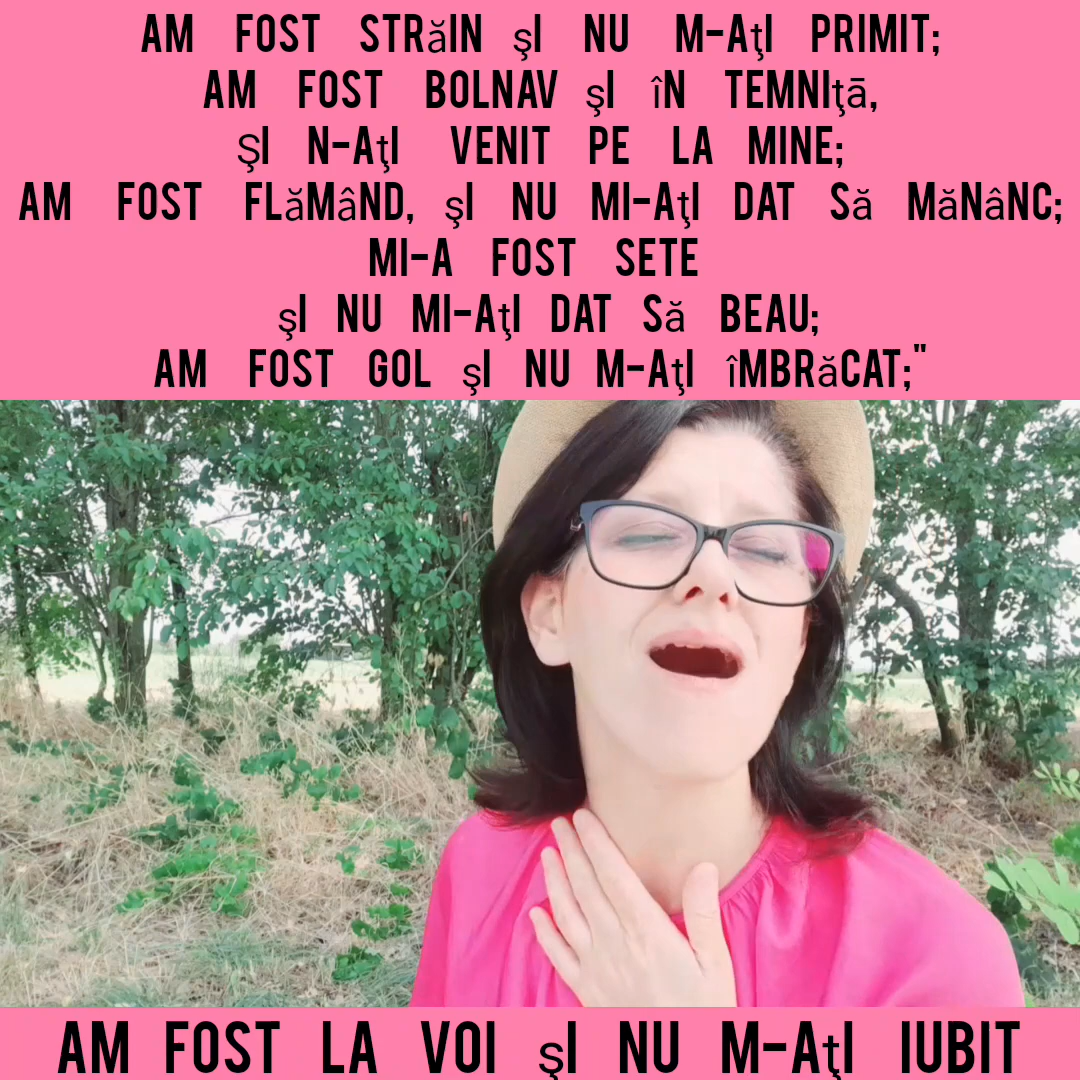 AM FOST STRăIN şI NU M-AţI PRIMIT;
AM FOST BOLNAV şI îN TEMNIţā,
ŞI N-AţI VENIT PE LA MINE;
AM FOST FLăMâND, şI NU MI-AţI DAT Să MăNâNC;
MI-A FOST SETE
şI NU MI-AţI DAT Să BEAU;
AM FOST GOL şI NU M-AţI îMBRăCAT;"
AM FOST LA VOI şI NU M-AţI IUBIT